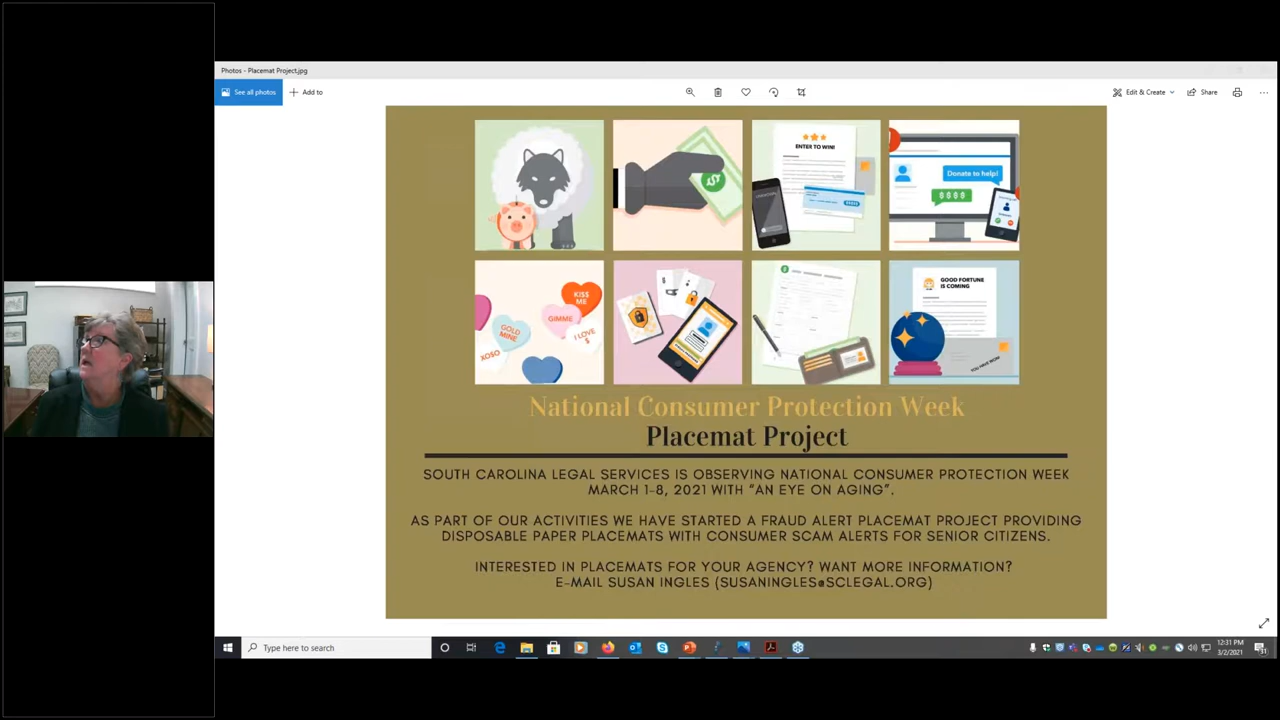 Photos - Placemat Project.jpg
See all photos
Add to
Edit & Create
Share
ENTER TO WIN!
Donate to help!
$$$$
KISS ME
GIMME
GOLD MINE
I LOVE $
XOSO
GOOD FORTUNE IS COMING
YOU HAVE WON!
National Consumer Protection Week
Placemat Project
SOUTH CAROLINA LEGAL SERVICES IS OBSERVING NATIONAL CONSUMER PROTECTION WEEK
MARCH 1-8, 2021 WITH "AN EYE ON AGING".
AS PART OF OUR ACTIVITIES WE HAVE STARTED A FRAUD ALERT PLACEMAT PROJECT PROVIDING
DISPOSABLE PAPER PLACEMATS WITH CONSUMER SCAM ALERTS FOR SENIOR CITIZENS.
INTERESTED IN PLACEMATS FOR YOUR AGENCY? WANT MORE INFORMATION?
E-MAIL SUSAN INGLES (SUSANINGLES@SCLEGAL.ORG)
Type here to search
12:31 PM
3/2/2021